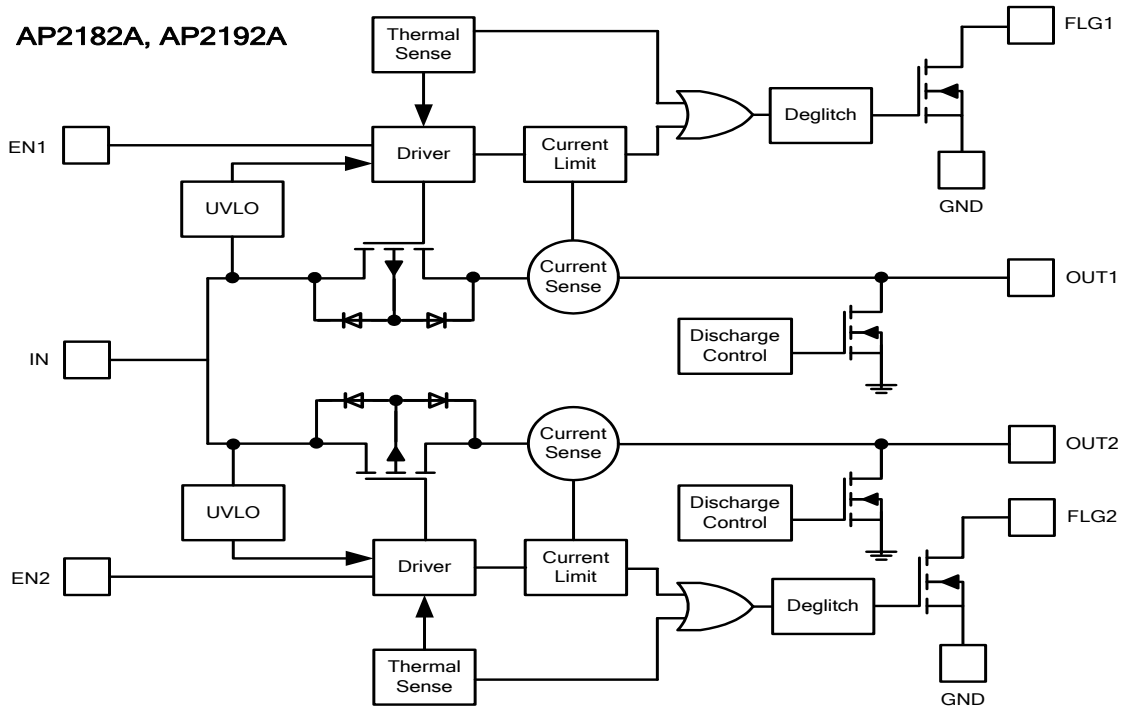 AP2182A, AP2192A
Thermal
Sense
FLG1
EN1
Driver
Current
Limit
Deglitch
UVLO
GND
Current
Sense
OUT1
Discharge
Control
IN
Current
Sense
OUT2
UVLO
Discharge
Control
FLG2
EN2
Driver
Current
Limit
Deglitch
Thermal
Sense
GND